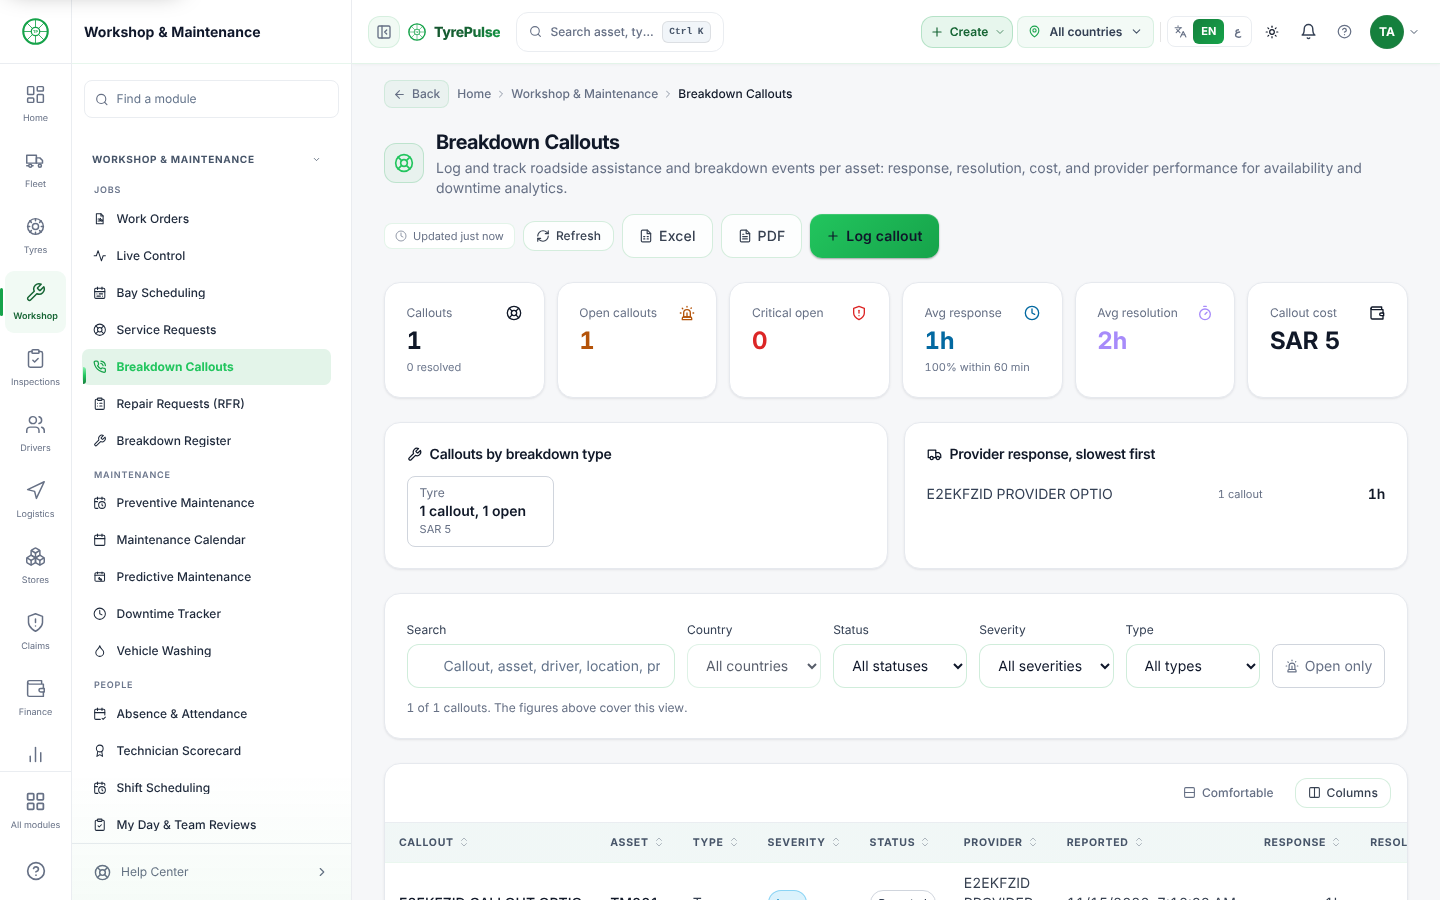 Workshop & Maintenance
TyrePulse
Search asset, ty...
Ctrl K
Create
All countries
EN
ع
TA
Home
Fleet
Tyres
Workshop
Inspections
Drivers
Logistics
Stores
Claims
Finance
All modules
Find a module
WORKSHOP & MAINTENANCE
JOBS
Work Orders
Live Control
Bay Scheduling
Service Requests
Breakdown Callouts
Repair Requests (RFR)
Breakdown Register
MAINTENANCE
Preventive Maintenance
Maintenance Calendar
Predictive Maintenance
Downtime Tracker
Vehicle Washing
PEOPLE
Absence & Attendance
Technician Scorecard
Shift Scheduling
My Day & Team Reviews
Help Center
Back
Home
Workshop & Maintenance
Breakdown Callouts
Breakdown Callouts
Log and track roadside assistance and breakdown events per asset: response, resolution, cost, and provider performance for availability and
downtime analytics.
Updated just now
Refresh
Excel
PDF
Log callout
Callouts
1
0 resolved
Open callouts
1
Critical open
0
Avg response
1h
100% within 60 min
Avg resolution
2h
Callout cost
SAR 5
Callouts by breakdown type
Tyre
1 callout, 1 open
SAR 5
Provider response, slowest first
E2EKFZID PROVIDER OPTIO
1 callout
1h
Search
Callout, asset, driver, location, pr
Country
All countries
Status
All statuses
Severity
All severities
Type
All types
Open only
1 of 1 callouts. The figures above cover this view.
Comfortable
Columns
CALLOUT
ASSET
TYPE
SEVERITY
STATUS
PROVIDER
REPORTED
RESPONSE
RESOL
E2EKFZID